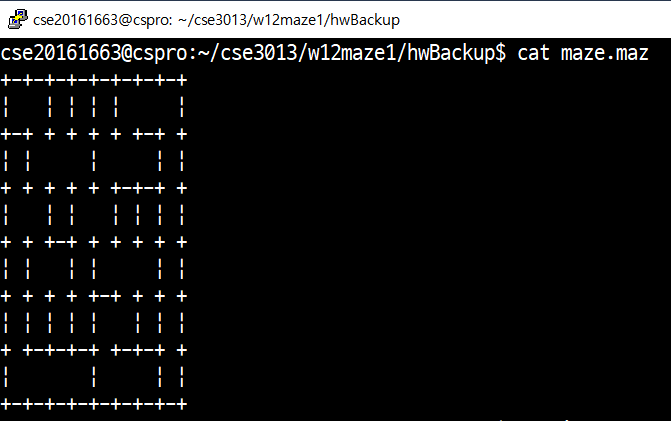 cse20161663@cspro: ~/cse3013/w12maze1/hwBackup
cse20161663@cspro:~/cse3013/w12maze1/hwBackup$ cat maze.maz
+-+-+-+-+-+-+-+-+
|   | | | |     |
+-+ + + + + +-+ +
| |     |     | |
+ + + + + +-+-+ +
|   | |   | | | |
+ + +-+ + + + + +
| |   | |     | |
+ + + + +-+ + + +
| | | | |   | | |
+ +-+-+-+ +-+-+ +
|       |     | |
+-+-+-+-+-+-+-+-+